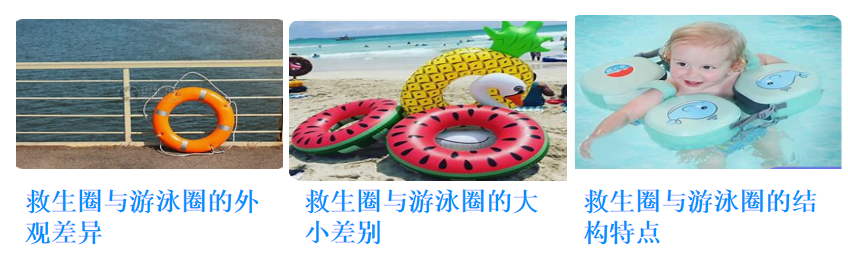 救生圈与游泳圈的外
观差异
救生圈与游泳圈的大
小差别
救生圈与游泳圈的结
构特点